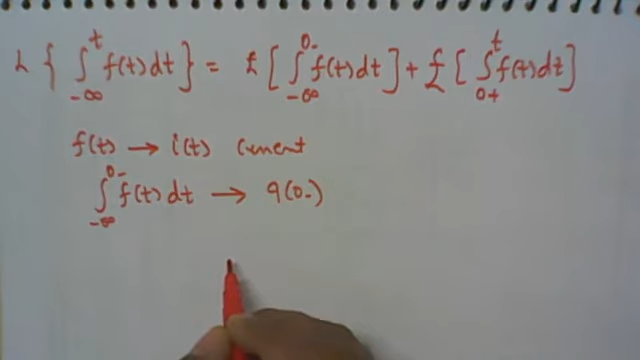 L { ∫_{-∞}^{t} f(t) dt } = £ [ ∫_{-∞}^{0-} f(t) dt ] + £ [ ∫_{0+}^{t} f(t) dt ]
f(t) → i(t) current
∫_{-∞}^{0-} f(t) dt → q(0-)